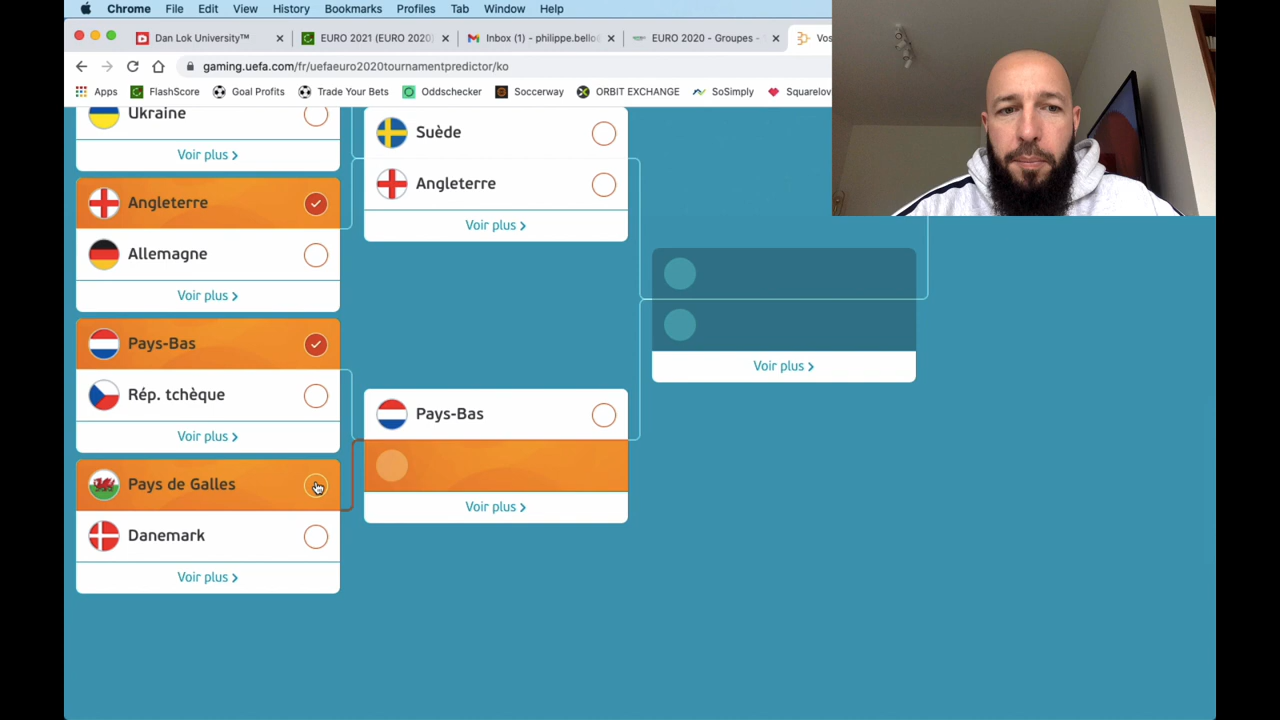 Chrome File Edit View History Bookmarks Profiles Tab Window Help
Dan Lok University™ × EURO 2021 (EURO 2020) × Inbox (1) - philippe.bello × EURO 2020 - Groupes - × Vos
gaming.uefa.com/fr/uefaeuro2020tournamentpredictor/ko
Apps FlashScore Goal Profits Trade Your Bets Oddschecker Soccerway ORBIT EXCHANGE SoSimply Squarelov
Ukraine
Voir plus >
Angleterre
Allemagne
Voir plus >
Pays-Bas
Rép. tchèque
Voir plus >
Pays de Galles
Danemark
Voir plus >
Suède
Angleterre
Voir plus >
Pays-Bas
Voir plus >
Voir plus >